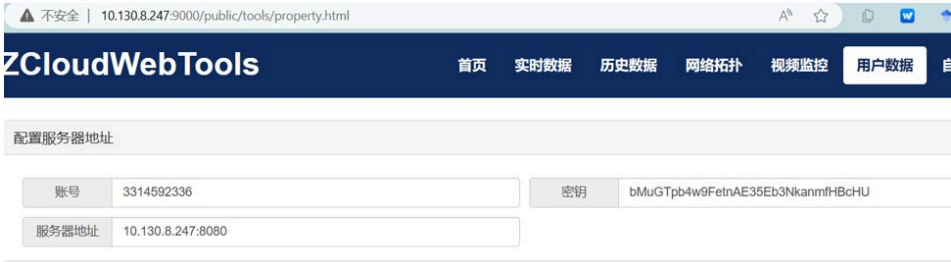 不安全 | 10.130.8.247:9000/public/tools/property.html
ZCloudWebTools 首页 实时数据 历史数据 网络拓扑 视频监控 用户数据
配置服务器地址
账号 3314592336 密钥 bMuGTpb4w9FetnAE35Eb3NkanmfHBcHU
服务器地址 10.130.8.247:8080